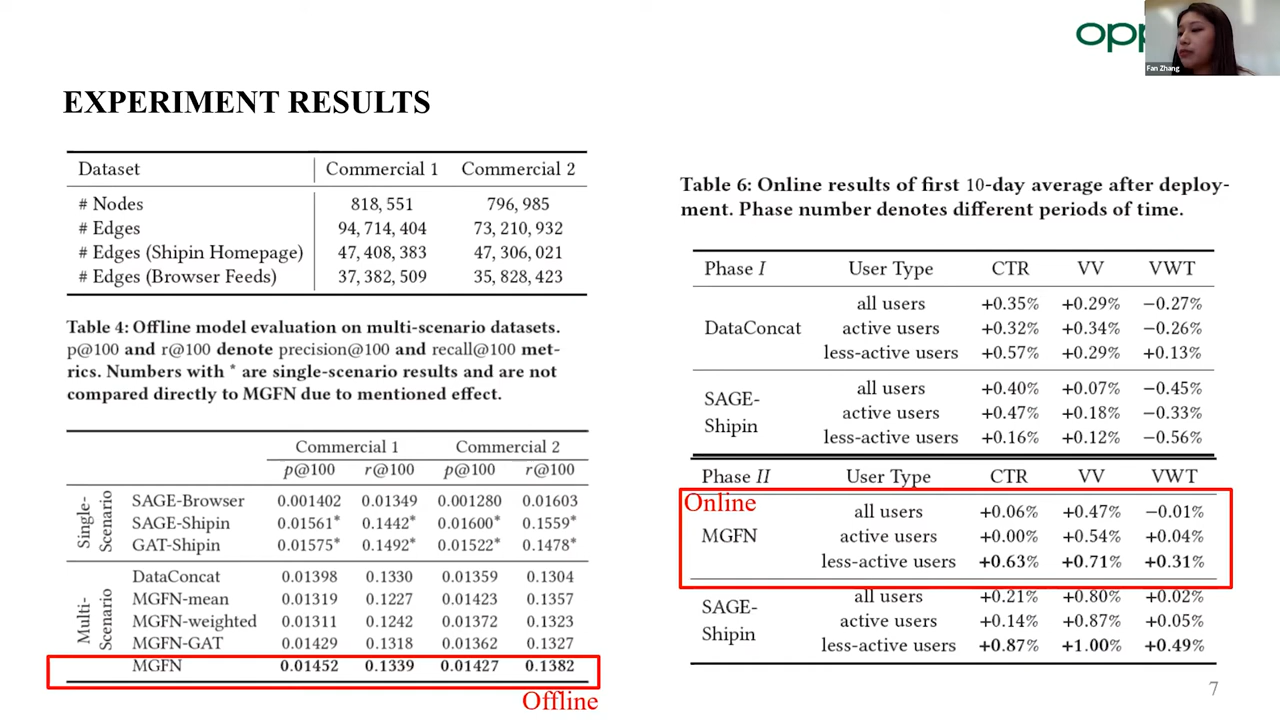 opp
Fan Zhang
EXPERIMENT RESULTS
Dataset Commercial 1 Commercial 2
# Nodes 818, 551 796, 985
# Edges 94, 714, 404 73, 210, 932
# Edges (Shipin Homepage) 47, 408, 383 47, 306, 021
# Edges (Browser Feeds) 37, 382, 509 35, 828, 423
Table 4: Offline model evaluation on multi-scenario datasets.
p@100 and r@100 denote precision@100 and recall@100 met-
rics. Numbers with * are single-scenario results and are not
compared directly to MGFN due to mentioned effect.
Commercial 1 Commercial 2
p@100 r@100 p@100 r@100
Single-
Scenario
SAGE-Browser 0.001402 0.01349 0.001280 0.01603
SAGE-Shipin 0.01561* 0.1442* 0.01600* 0.1559*
GAT-Shipin 0.01575* 0.1492* 0.01522* 0.1478*
Multi-
Scenario
DataConcat 0.01398 0.1330 0.01359 0.1304
MGFN-mean 0.01319 0.1227 0.01423 0.1357
MGFN-weighted 0.01311 0.1242 0.01372 0.1323
MGFN-GAT 0.01429 0.1318 0.01362 0.1327
MGFN 0.01452 0.1339 0.01427 0.1382
Offline
Table 6: Online results of first 10-day average after deploy-
ment. Phase number denotes different periods of time.
Phase I User Type CTR VV VWT
DataConcat
all users +0.35% +0.29% −0.27%
active users +0.32% +0.34% −0.26%
less-active users +0.57% +0.29% +0.13%
SAGE-
Shipin
all users +0.40% +0.07% −0.45%
active users +0.47% +0.18% −0.33%
less-active users +0.16% +0.12% −0.56%
Phase II User Type CTR VV VWT
Online
MGFN
all users +0.06% +0.47% −0.01%
active users +0.00% +0.54% +0.04%
less-active users +0.63% +0.71% +0.31%
SAGE-
Shipin
all users +0.21% +0.80% +0.02%
active users +0.14% +0.87% +0.05%
less-active users +0.87% +1.00% +0.49%
7